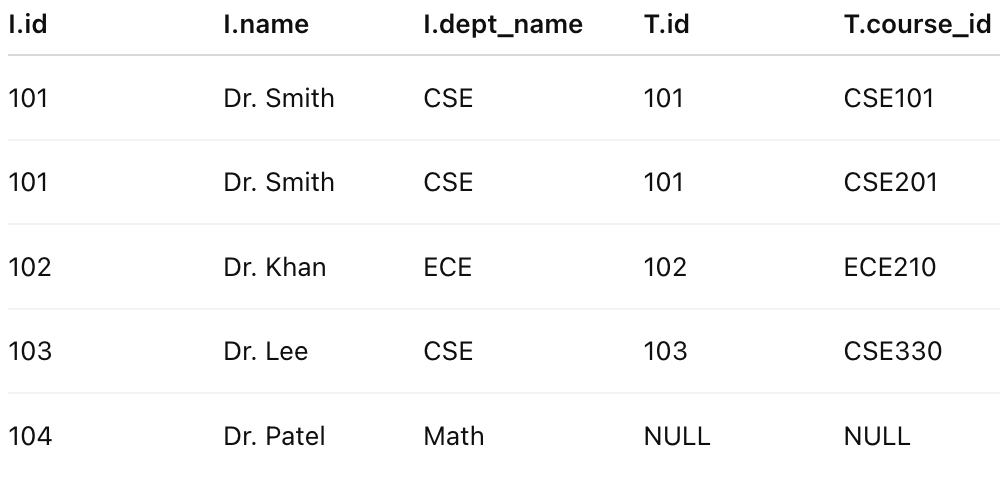 I.id I.name I.dept_name T.id T.course_id
101 Dr. Smith CSE 101 CSE101
101 Dr. Smith CSE 101 CSE201
102 Dr. Khan ECE 102 ECE210
103 Dr. Lee CSE 103 CSE330
104 Dr. Patel Math NULL NULL